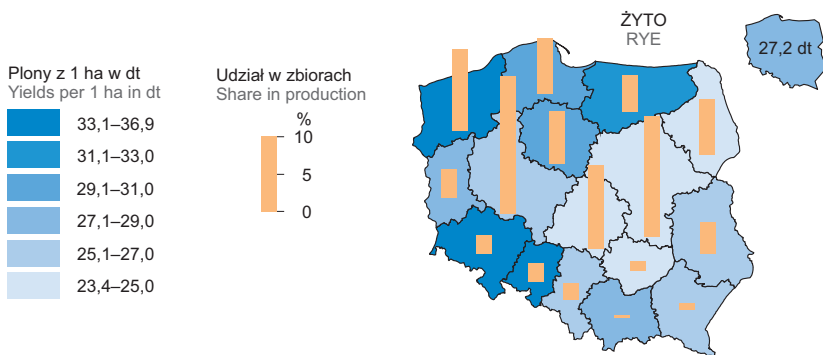 ŻYTO
RYE
27,2 dt
Plony z 1 ha w dt
Yields per 1 ha in dt
33,1–36,9
31,1–33,0
29,1–31,0
27,1–29,0
25,1–27,0
23,4–25,0
Udział w zbiorach
Share in production
%
10
5
0